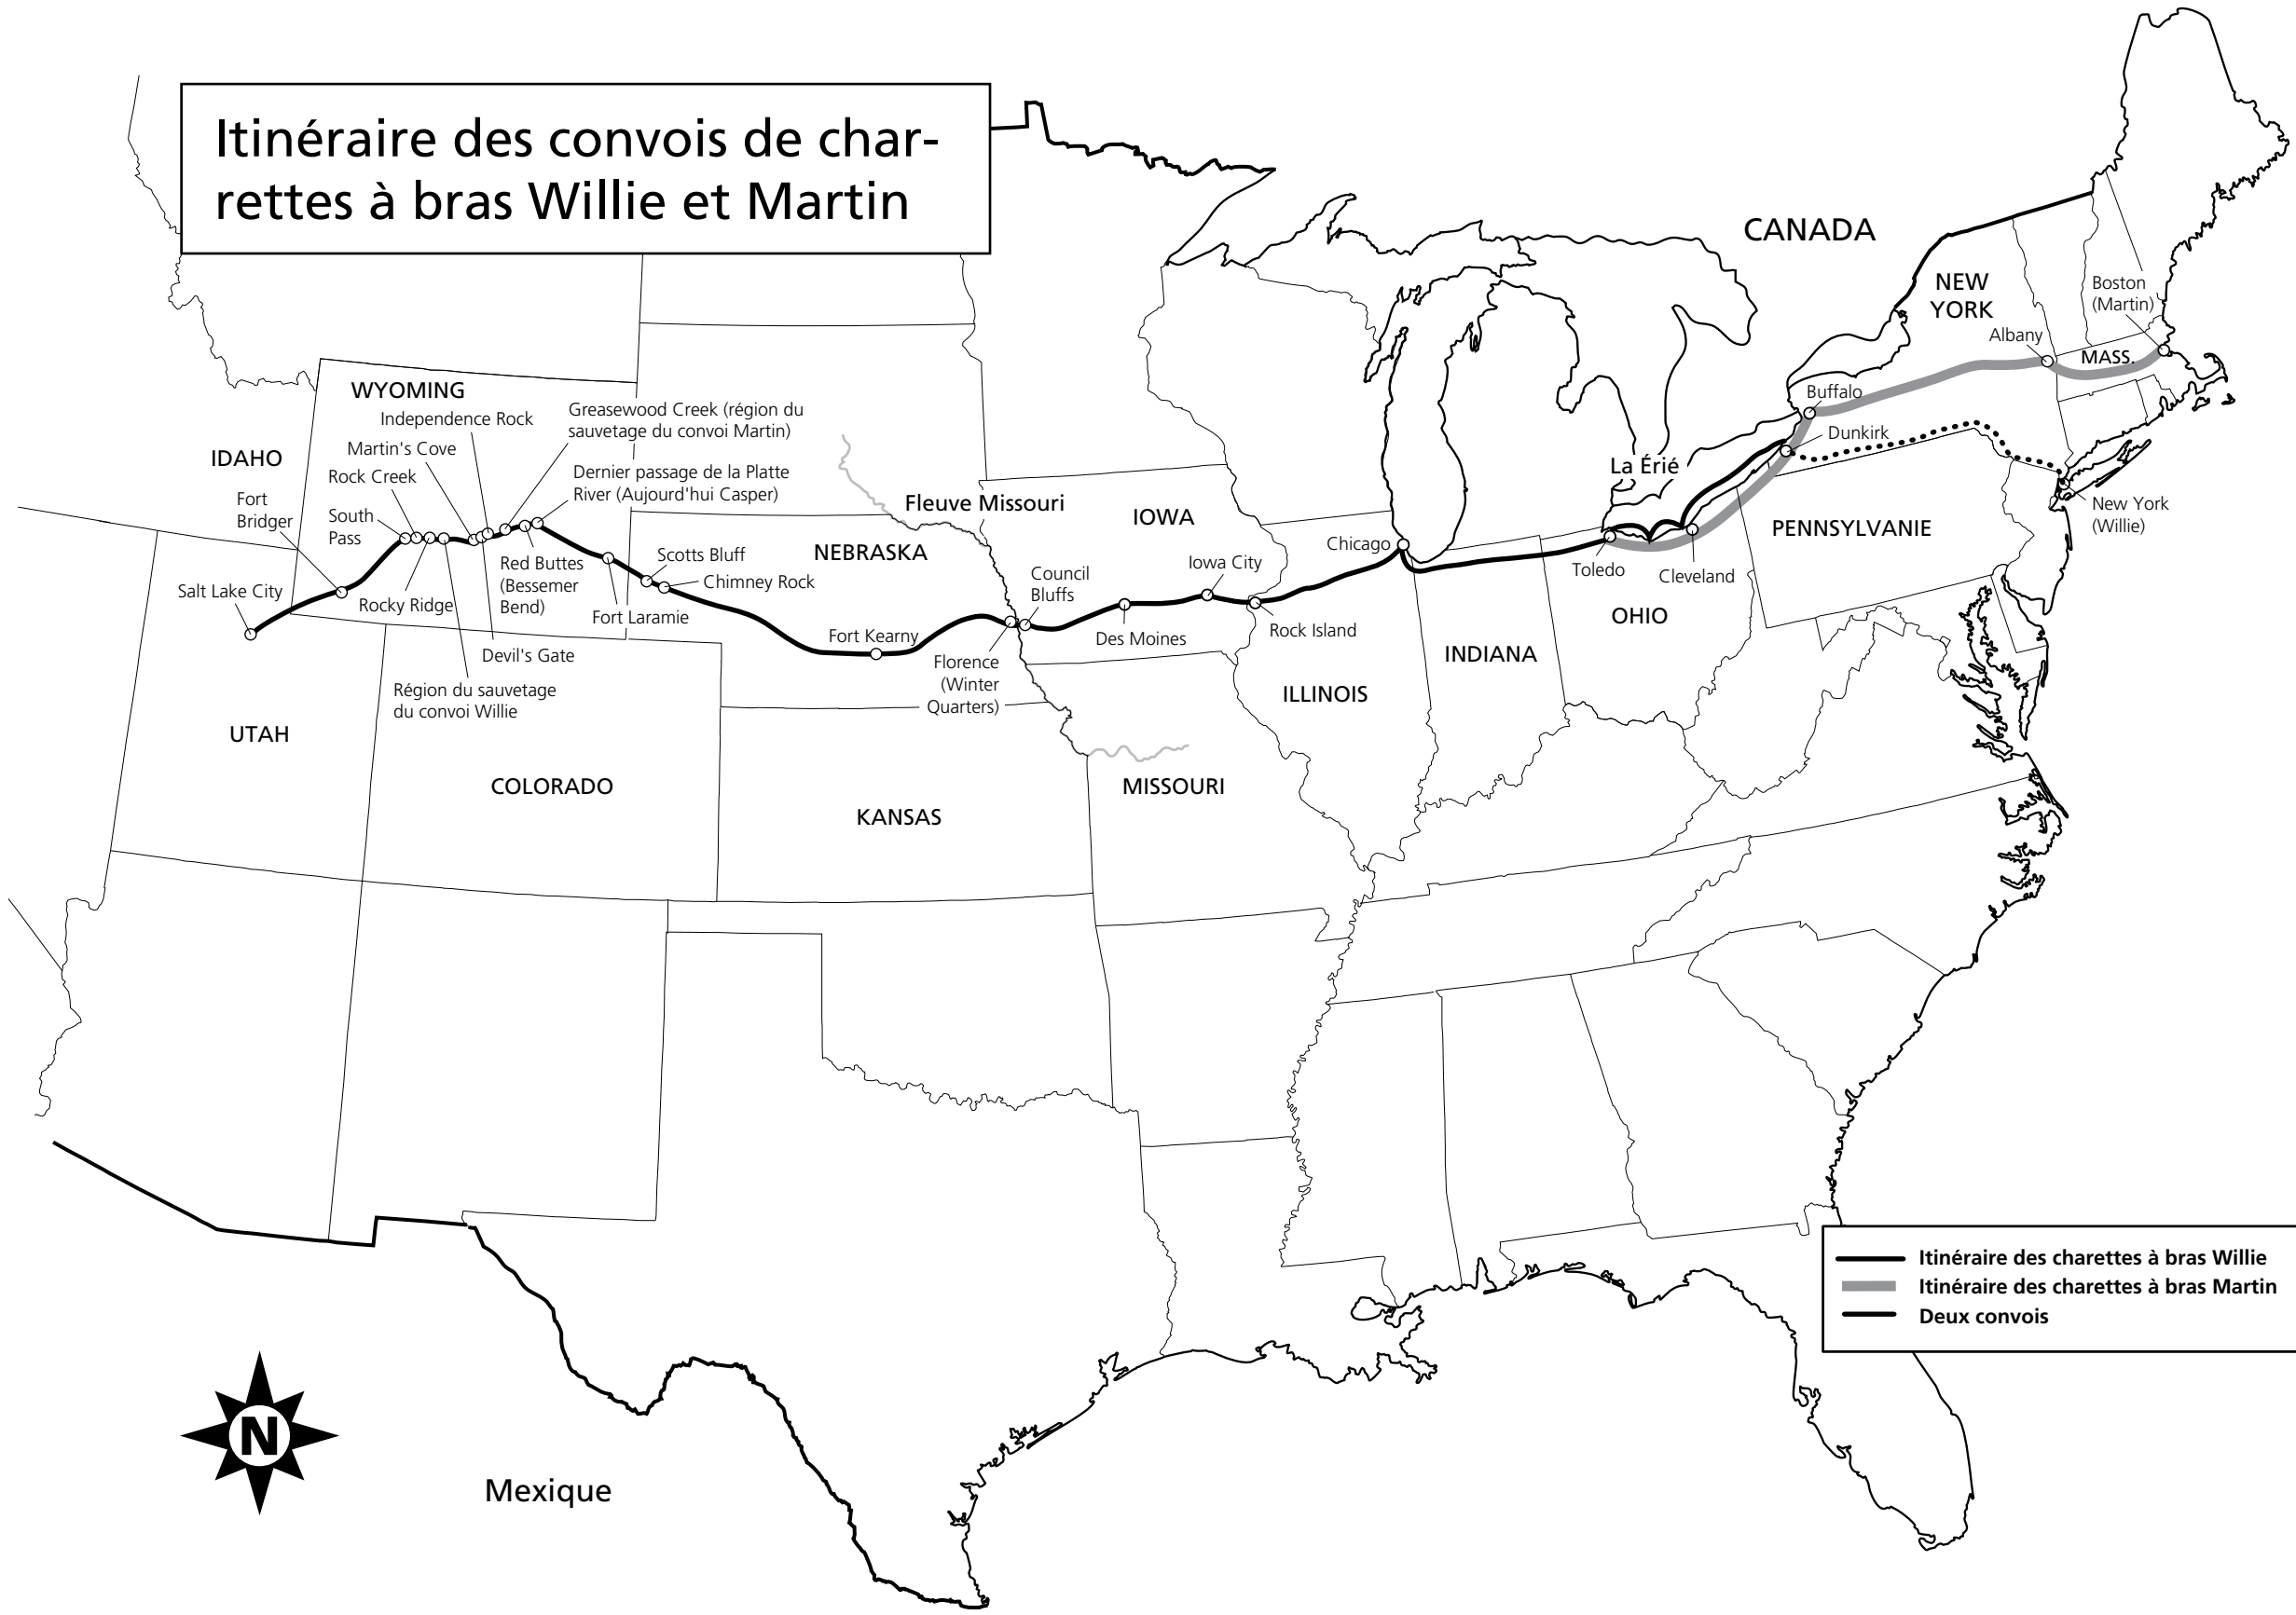 Itinéraire des convois de char-
rettes à bras Willie et Martin
CANADA
NEW
YORK
Boston
(Martin)
Albany
MASS.
Buffalo
Dunkirk
La Érié
New York
(Willie)
PENNSYLVANIE
Toledo
Cleveland
OHIO
INDIANA
Chicago
ILLINOIS
Rock Island
Iowa City
IOWA
Des Moines
Council
Bluffs
Fleuve Missouri
Florence
(Winter
Quarters)
NEBRASKA
Fort Kearny
Chimney Rock
Scotts Bluff
Fort Laramie
WYOMING
Independence Rock
Greasewood Creek (région du
sauvetage du convoi Martin)
Martin's Cove
Dernier passage de la Platte
River (Aujourd'hui Casper)
Rock Creek
IDAHO
Fort
Bridger
South
Pass
Red Buttes
(Bessemer
Bend)
Salt Lake City
Rocky Ridge
Devil's Gate
Région du sauvetage
du convoi Willie
UTAH
COLORADO
KANSAS
MISSOURI
Itinéraire des charettes à bras Willie
Itinéraire des charettes à bras Martin
Deux convois
N
Mexique